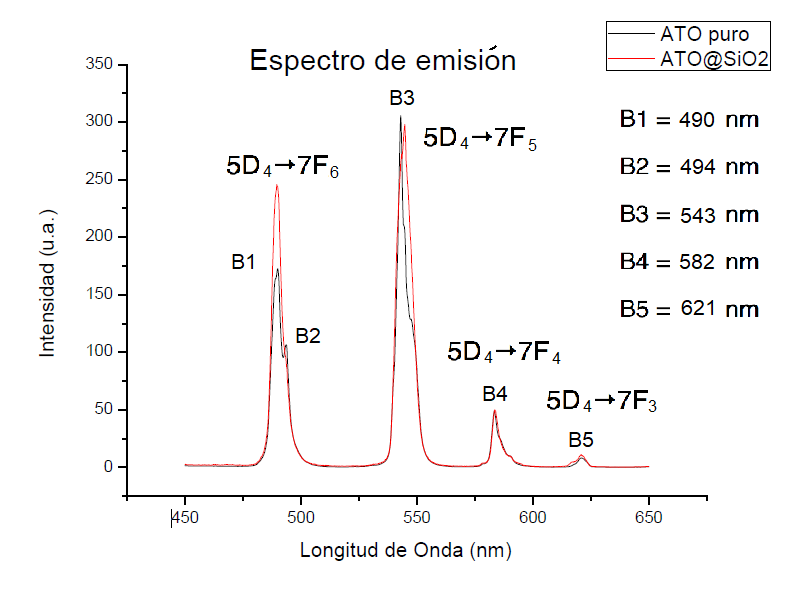 ATO puro
ATO@SiO2
Espectro de emisión
B1 = 490 nm
B2 = 494 nm
B3 = 543 nm
B4 = 582 nm
B5 = 621 nm
B3
5D4→7F5
5D4→7F6
B1
B2
5D4→7F4
B4
5D4→7F3
B5
Intensidad (u.a.)
350
300
250
200
150
100
50
0
450 500 550 600 650
Longitud de Onda (nm)